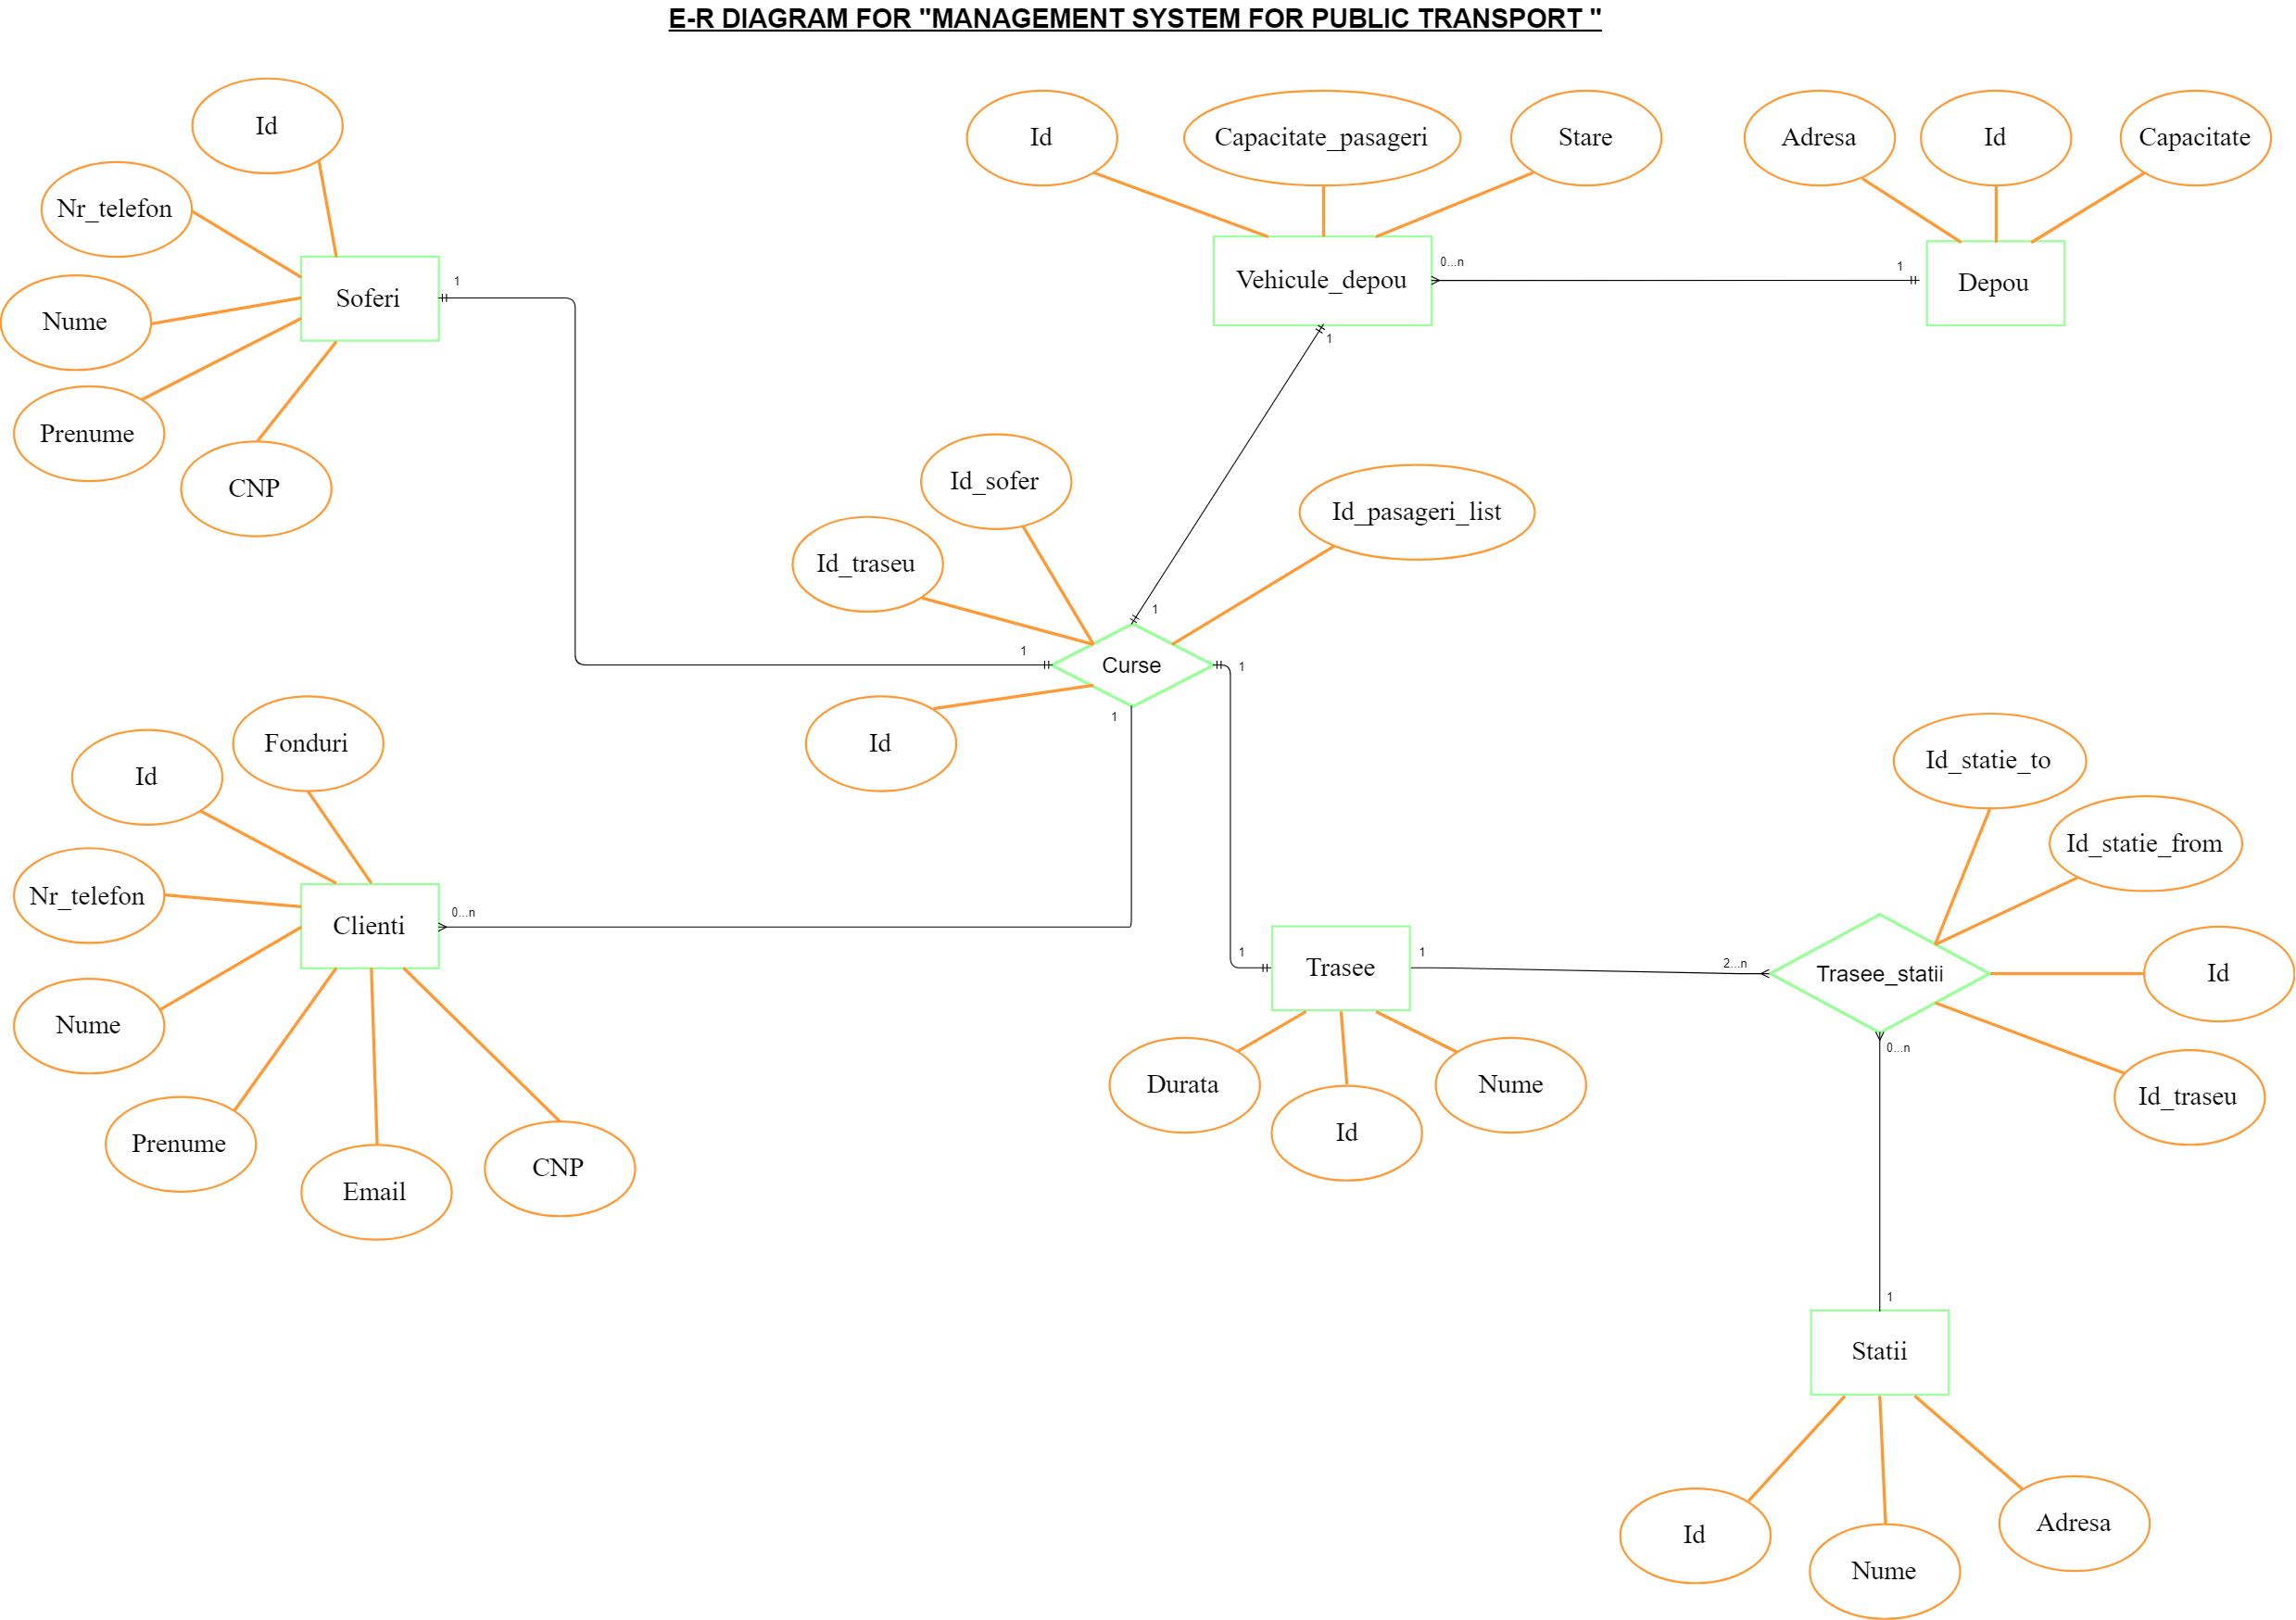 E-R DIAGRAM FOR "MANAGEMENT SYSTEM FOR PUBLIC TRANSPORT "
Id
Nr_telefon
Nume
Prenume
CNP
Soferi
1
Id
Capacitate_pasageri
Stare
Vehicule_depou
0...n
1
1
Adresa
Id
Capacitate
Depou
Id_sofer
Id_pasageri_list
Id_traseu
Id
1
1
Curse
1
1
Fonduri
Id
Nr_telefon
Nume
Prenume
Email
CNP
Clienti
0...n
1
Trasee
1
2...n
Durata
Id
Nume
Id_statie_to
Id_statie_from
Id
Id_traseu
Trasee_statii
0...n
1
Statii
Id
Nume
Adresa